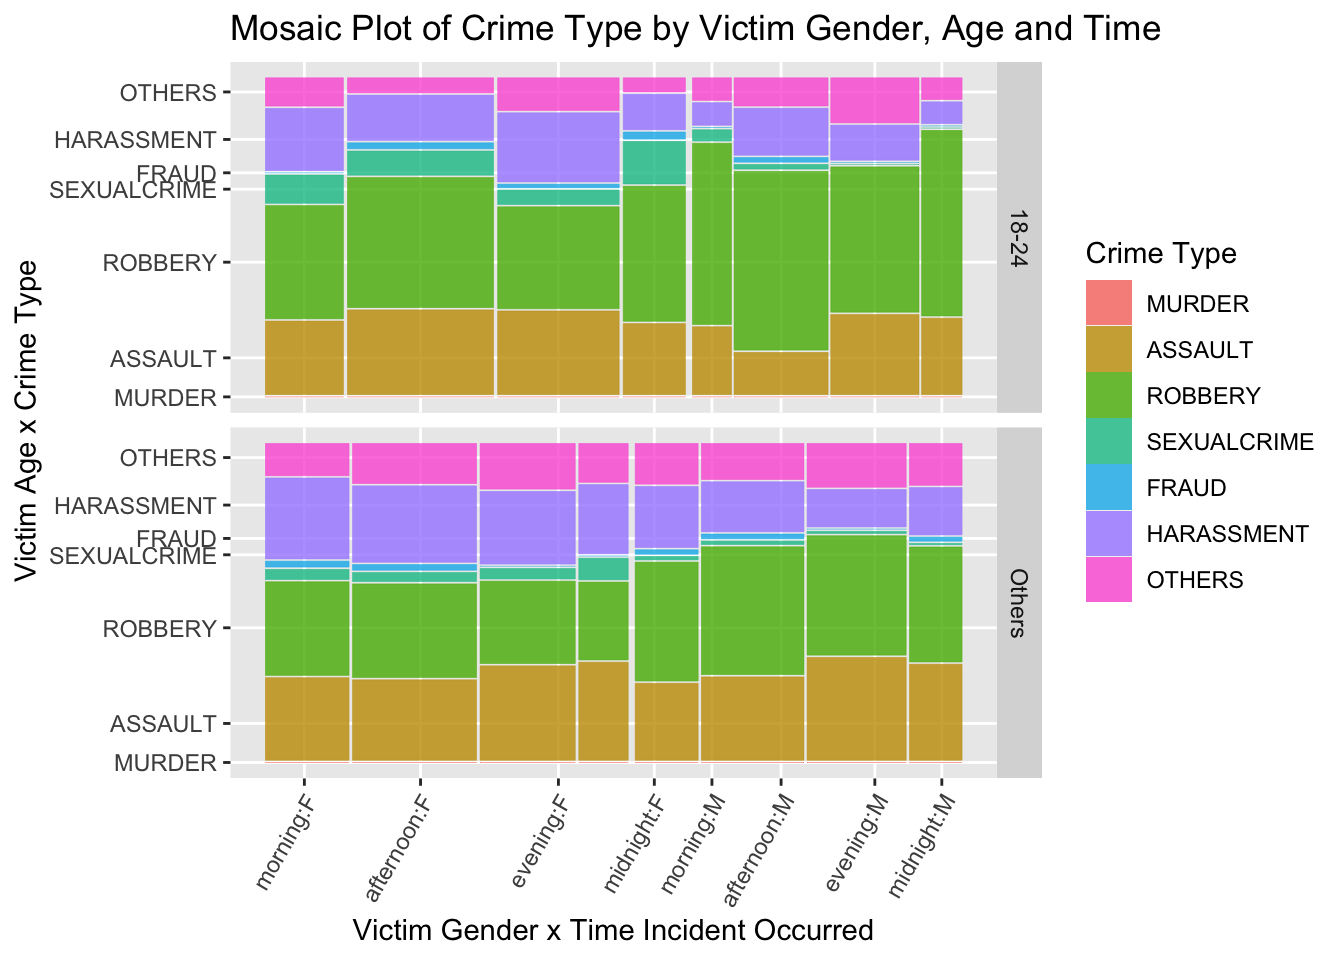 Mosaic Plot of Crime Type by Victim Gender, Age and Time
Victim Age x Crime Type
OTHERS
HARASSMENT
FRAUD
SEXUALCRIME
ROBBERY
ASSAULT
MURDER
18-24
OTHERS
HARASSMENT
FRAUD
SEXUALCRIME
ROBBERY
ASSAULT
MURDER
Others
morning:F
afternoon:F
evening:F
midnight:F
morning:M
afternoon:M
evening:M
midnight:M
Victim Gender x Time Incident Occurred
Crime Type
MURDER
ASSAULT
ROBBERY
SEXUALCRIME
FRAUD
HARASSMENT
OTHERS